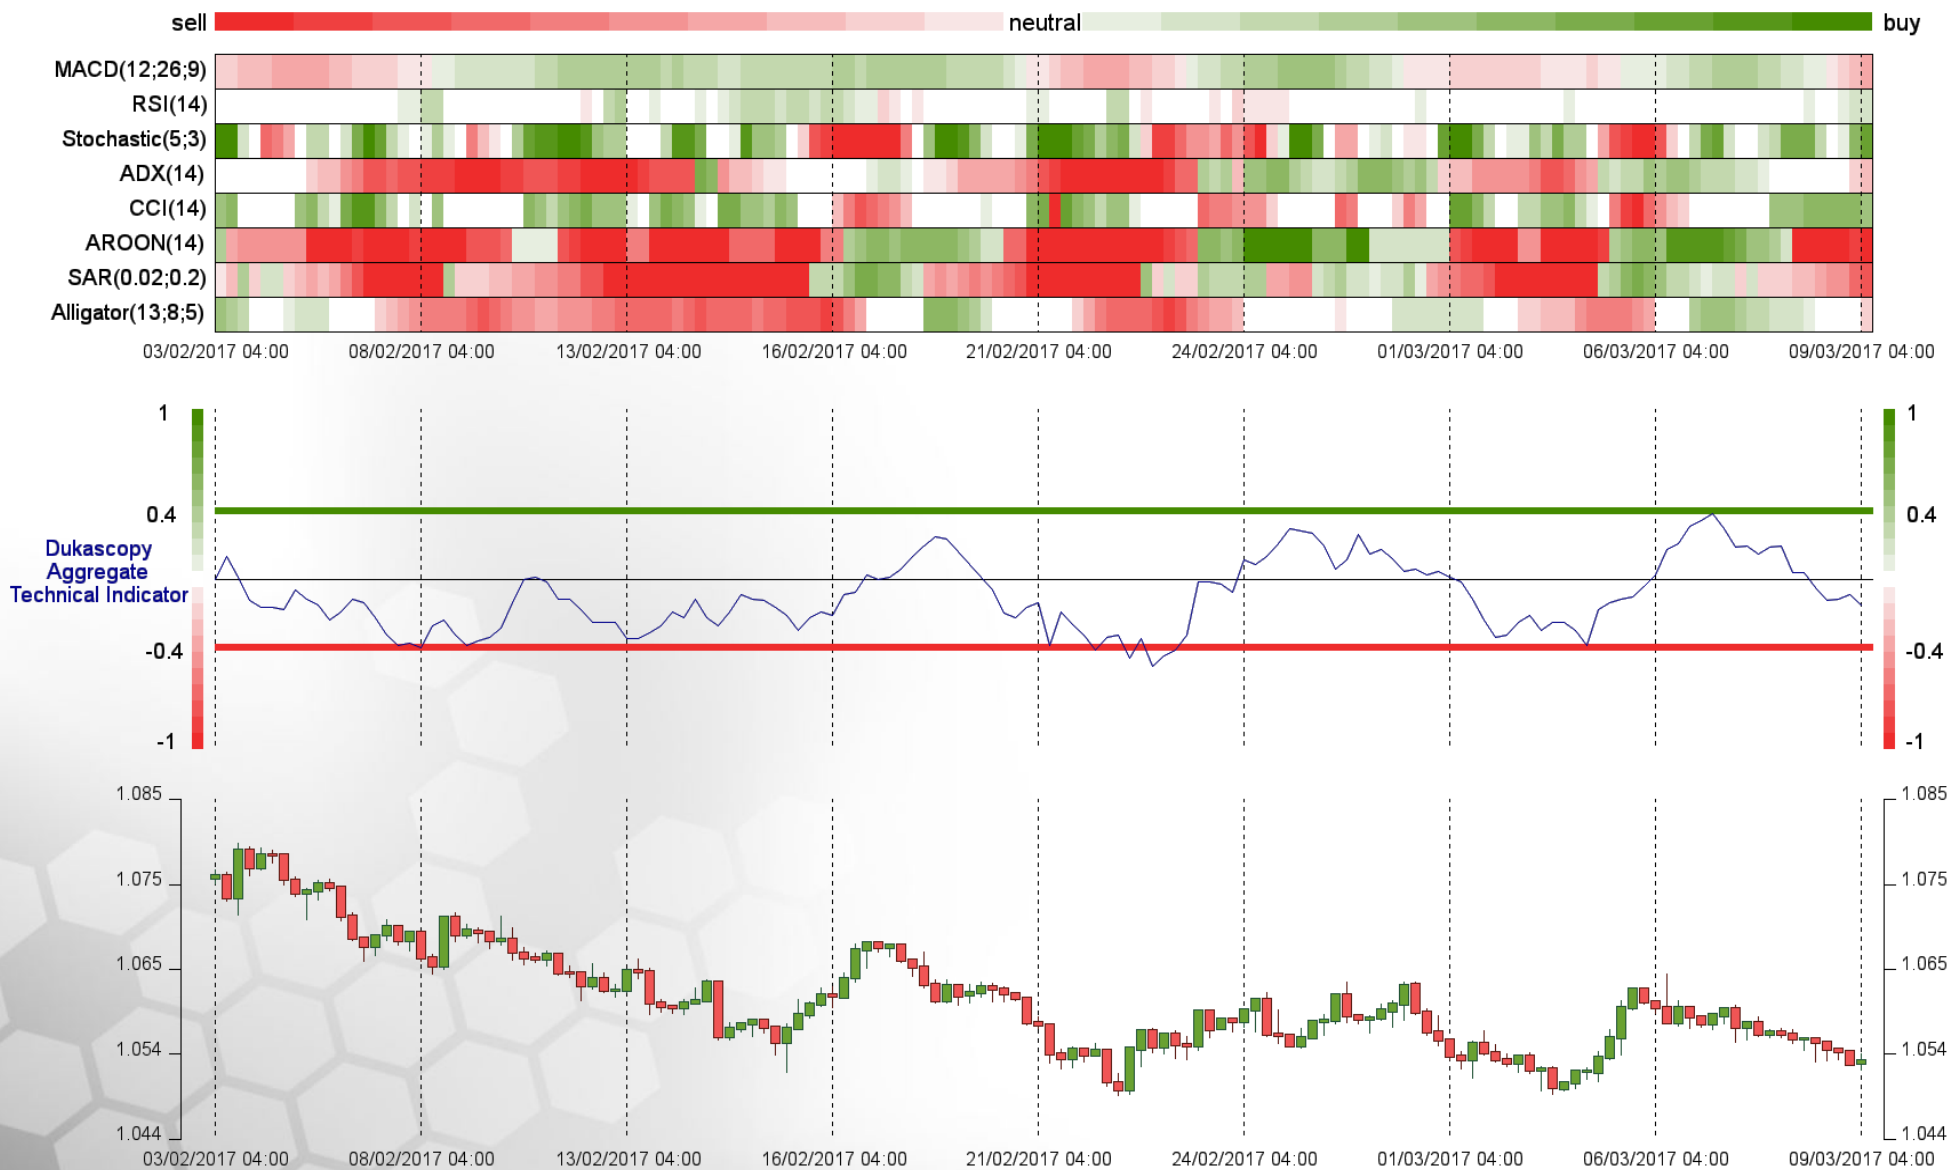 sell neutral buy
MACD(12;26;9)
RSI(14)
Stochastic(5;3)
ADX(14)
CCI(14)
AROON(14)
SAR(0.02;0.2)
Alligator(13;8;5)
03/02/2017 04:00 08/02/2017 04:00 13/02/2017 04:00 16/02/2017 04:00 21/02/2017 04:00 24/02/2017 04:00 01/03/2017 04:00 06/03/2017 04:00 09/03/2017 04:00
1 1
0.4 0.4
Dukascopy
Aggregate
Technical Indicator
-0.4 -0.4
-1 -1
1.085 1.085
1.075 1.075
1.065 1.065
1.054 1.054
1.044 1.044
03/02/2017 04:00 08/02/2017 04:00 13/02/2017 04:00 16/02/2017 04:00 21/02/2017 04:00 24/02/2017 04:00 01/03/2017 04:00 06/03/2017 04:00 09/03/2017 04:00